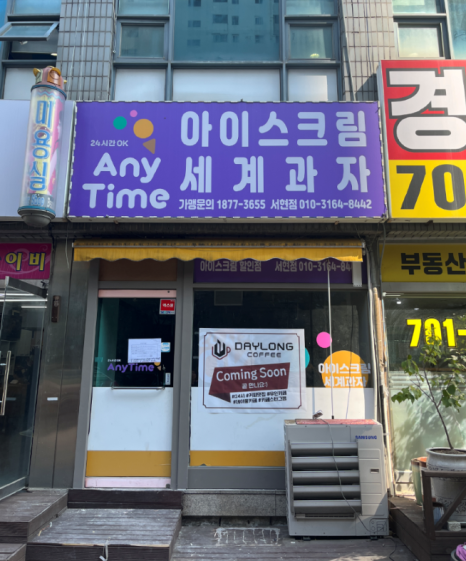 미용실
24시간 OK
Any
Time
아이스크림
세계과자
가맹문의 1877-3655 서현점 010-3164-8442
경
70
이비
아이스크림 할인점 서현점 010-3164-84
부동산
701-
AnyTime
DAYLONG
COFFEE
Coming Soon
곧 만나요!
아이스크림
세계과자
SAMSUNG